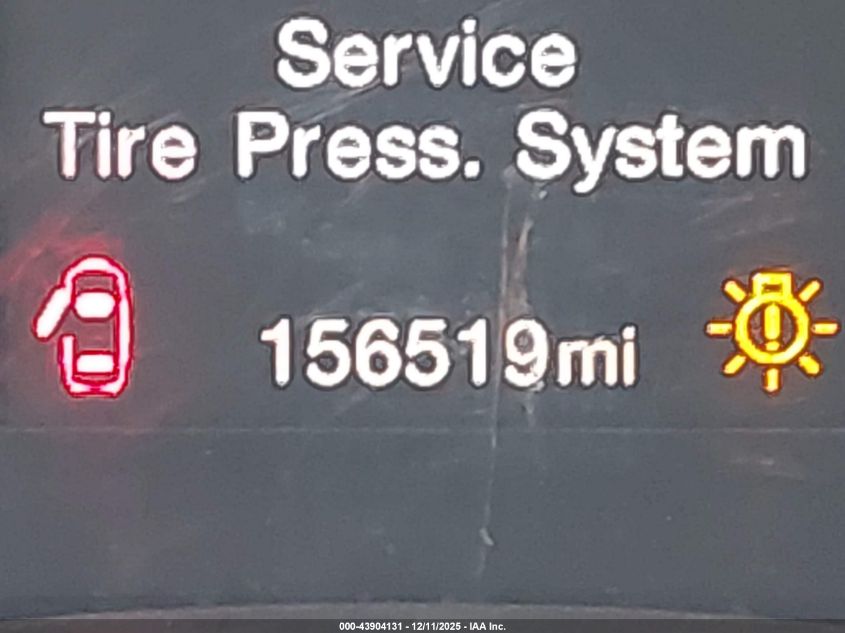 Service
Tire Press. System
156519mi
000-43904131 - 12/11/2025 - IAA Inc.